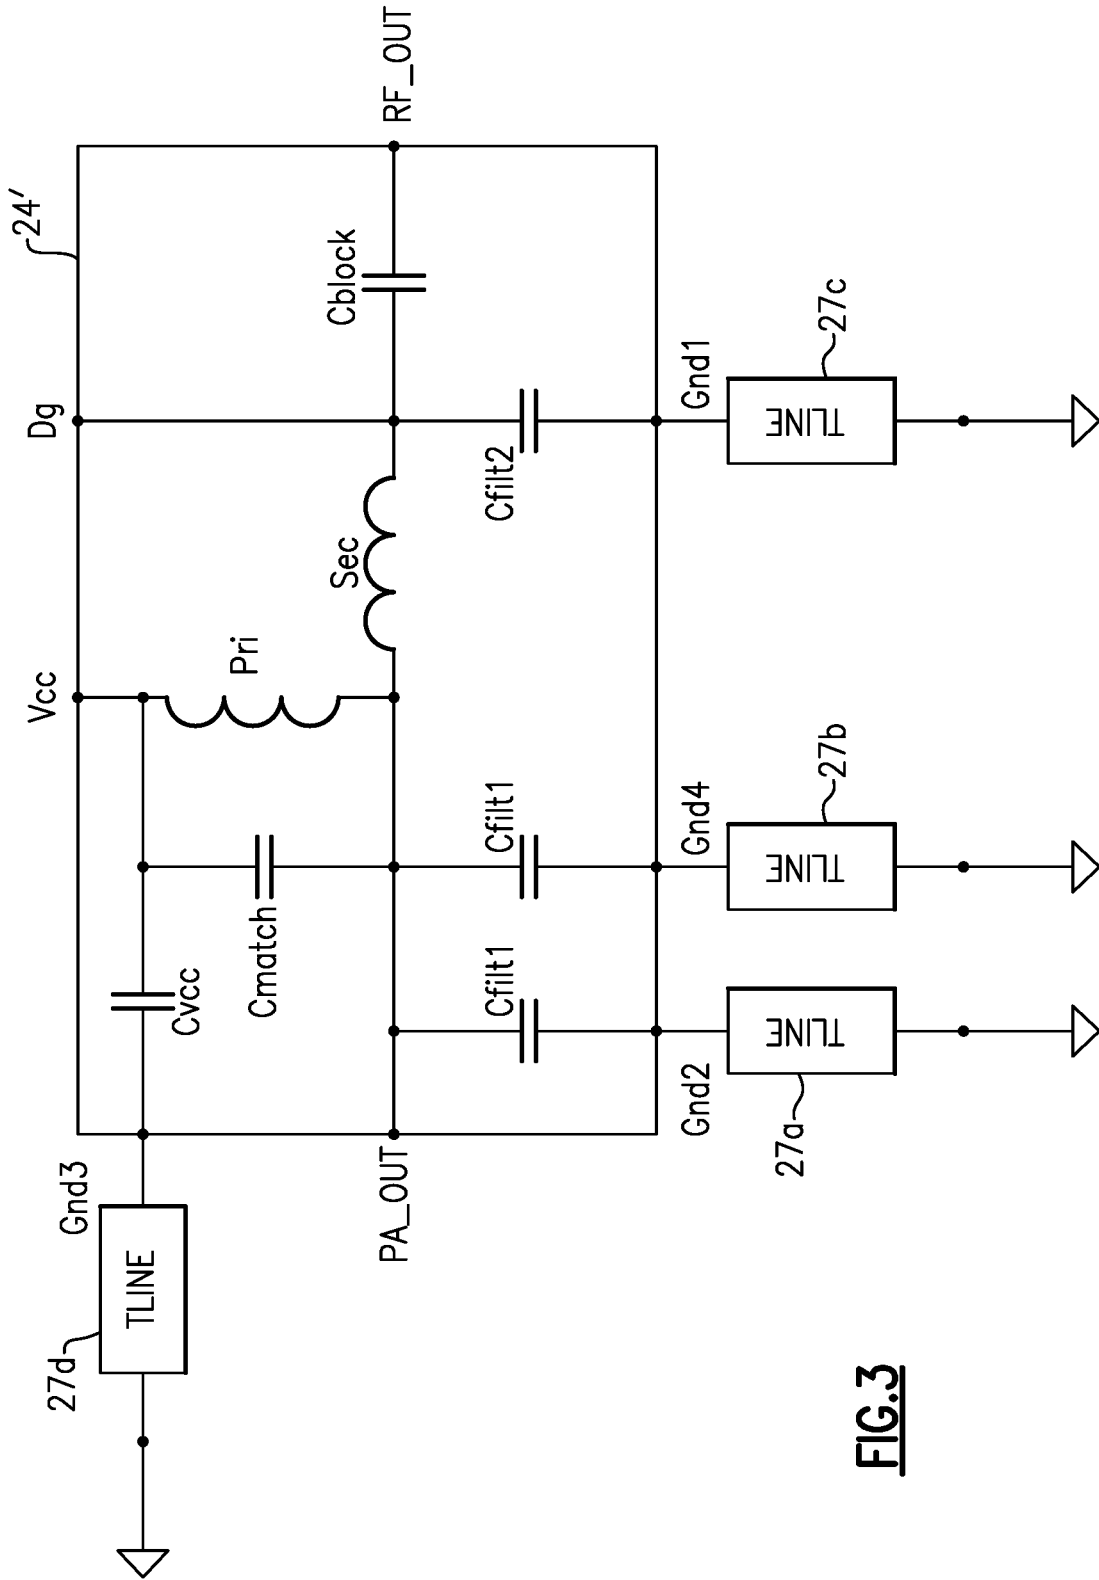 24'
Vcc
Dg
RF_OUT
Cblock
Pri
Sec
Cvcc
Cmatch
Cfilt1
Cfilt1
Cfilt2
Gnd3
TLINE
27d
PA_OUT
Gnd2
Gnd4
Gnd1
TLINE
TLINE
TLINE
27a
27b
27c
FIG.3